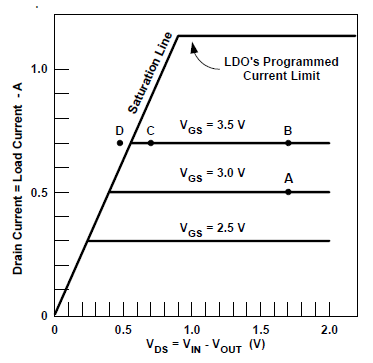 Drain Current = Load Current - A
1.0
0.5
0
Saturation Line
LDO's Programmed
Current Limit
D
C
VGS = 3.5 V
B
VGS = 3.0 V
A
VGS = 2.5 V
0
0.5
1.0
1.5
2.0
VDS = VIN - VOUT (V)